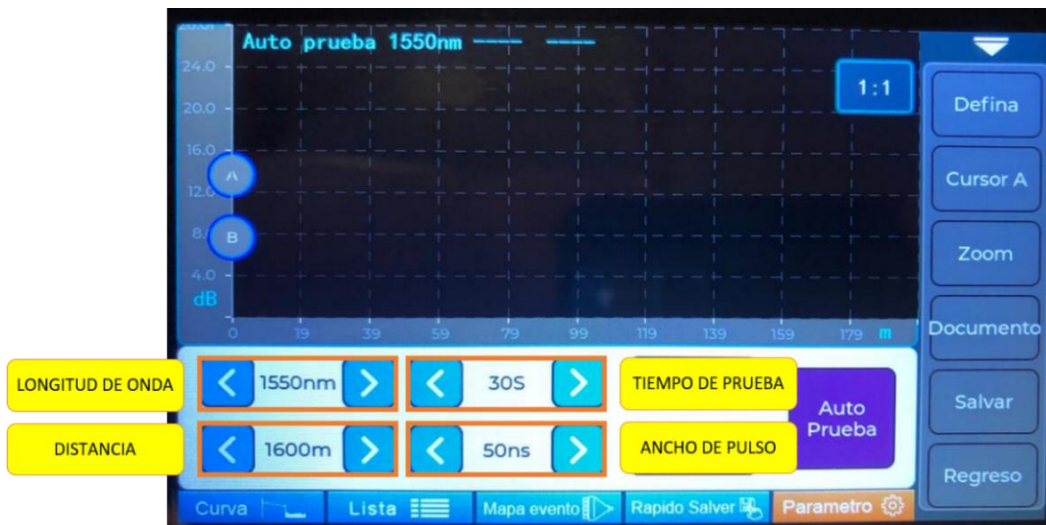 28.0
Auto prueba 1550nm ---- ----
24.0
1:1
20.0
16.0
A
12.0
8.
B
4.0
dB
0 19 39 59 79 99 119 139 159 179 m
Defina
Cursor A
Zoom
Documento
Salvar
Regreso
LONGITUD DE ONDA
1550nm
30S
TIEMPO DE PRUEBA
DISTANCIA
1600m
50ns
ANCHO DE PULSO
Auto
Prueba
Curva
Lista
Mapa evento
Rapido Salver
Parametro